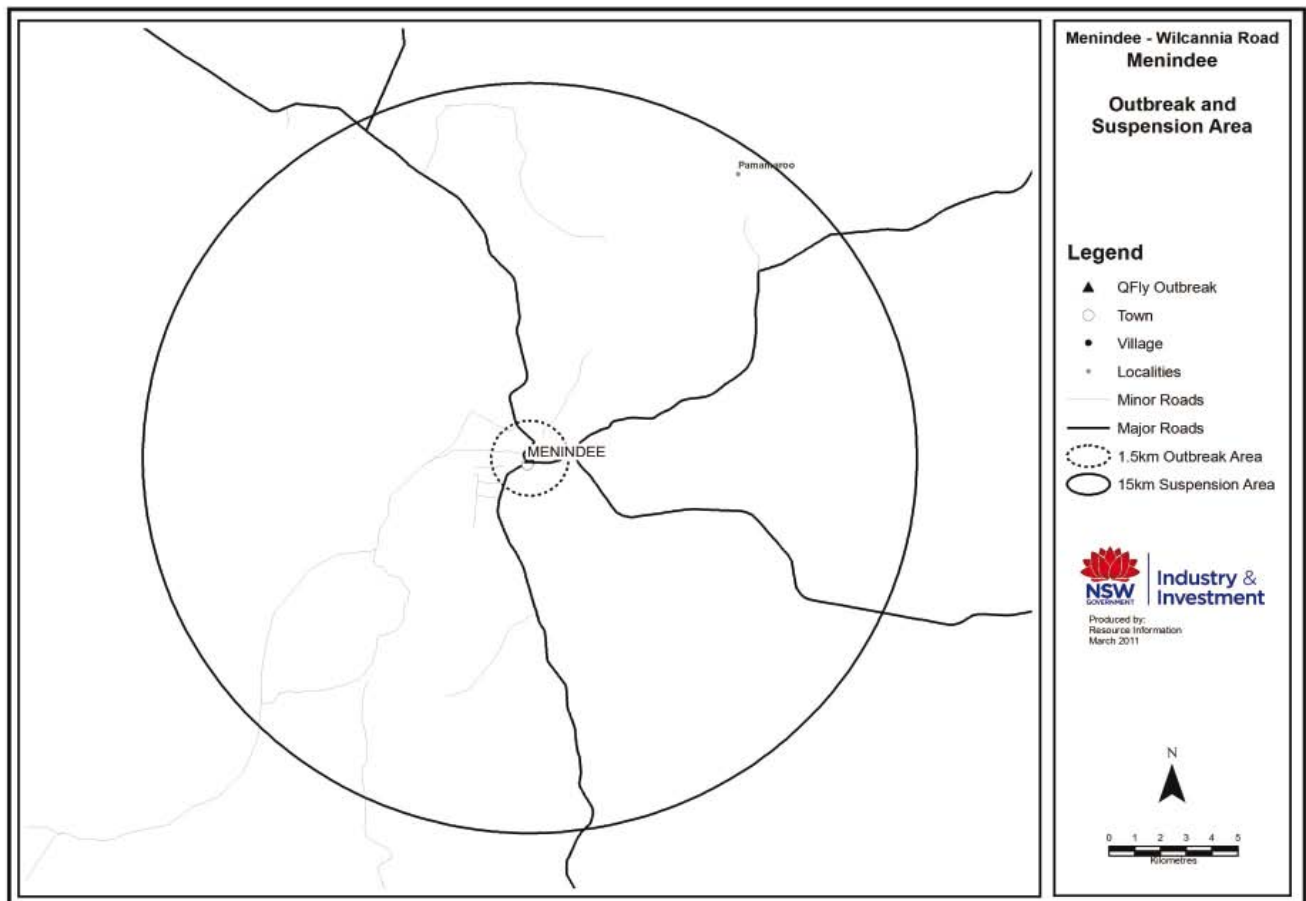 Menindee - Wilcannia Road
Menindee
Outbreak and
Suspension Area
Pamamaroo
MENINDEE
Legend
QFly Outbreak
Town
Village
Localities
Minor Roads
Major Roads
1.5km Outbreak Area
15km Suspension Area
NSW
GOVERNMENT
Industry &
Investment
Produced by:
Resource Information
March 2011
N
0 1 2 3 4 5
Kilometres